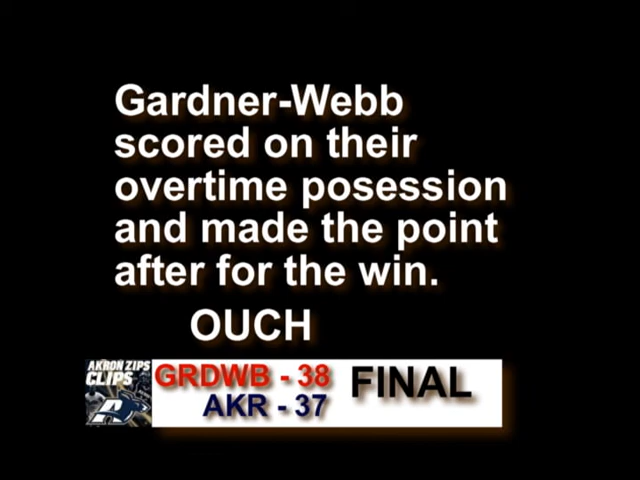 Gardner-Webb
scored on their
overtime posession
and made the point
after for the win.
OUCH
AKRON ZIPS
CLIPS
GRDWB - 38
AKR - 37
FINAL